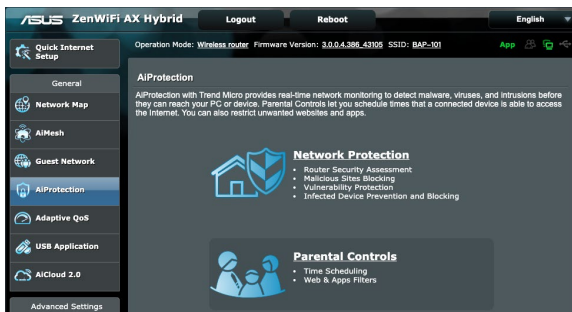 ASUS ZenWiFi AX Hybrid Logout Reboot English
Quick Internet Setup
Operation Mode: Wireless router Firmware Version: 3.0.0.4.386_43105 SSID: BAP-101 App
General
Network Map
AiMesh
Guest Network
AiProtection
Adaptive QoS
USB Application
AiCloud 2.0
Advanced Settings
AiProtection
AiProtection with Trend Micro provides real-time network monitoring to detect malware, viruses, and intrusions before
they can reach your PC or device. Parental Controls let you schedule times that a connected device is able to access
the Internet. You can also restrict unwanted websites and apps.
Network Protection
• Router Security Assessment
• Malicious Sites Blocking
• Vulnerability Protection
• Infected Device Prevention and Blocking
Parental Controls
• Time Scheduling
• Web & Apps Filters